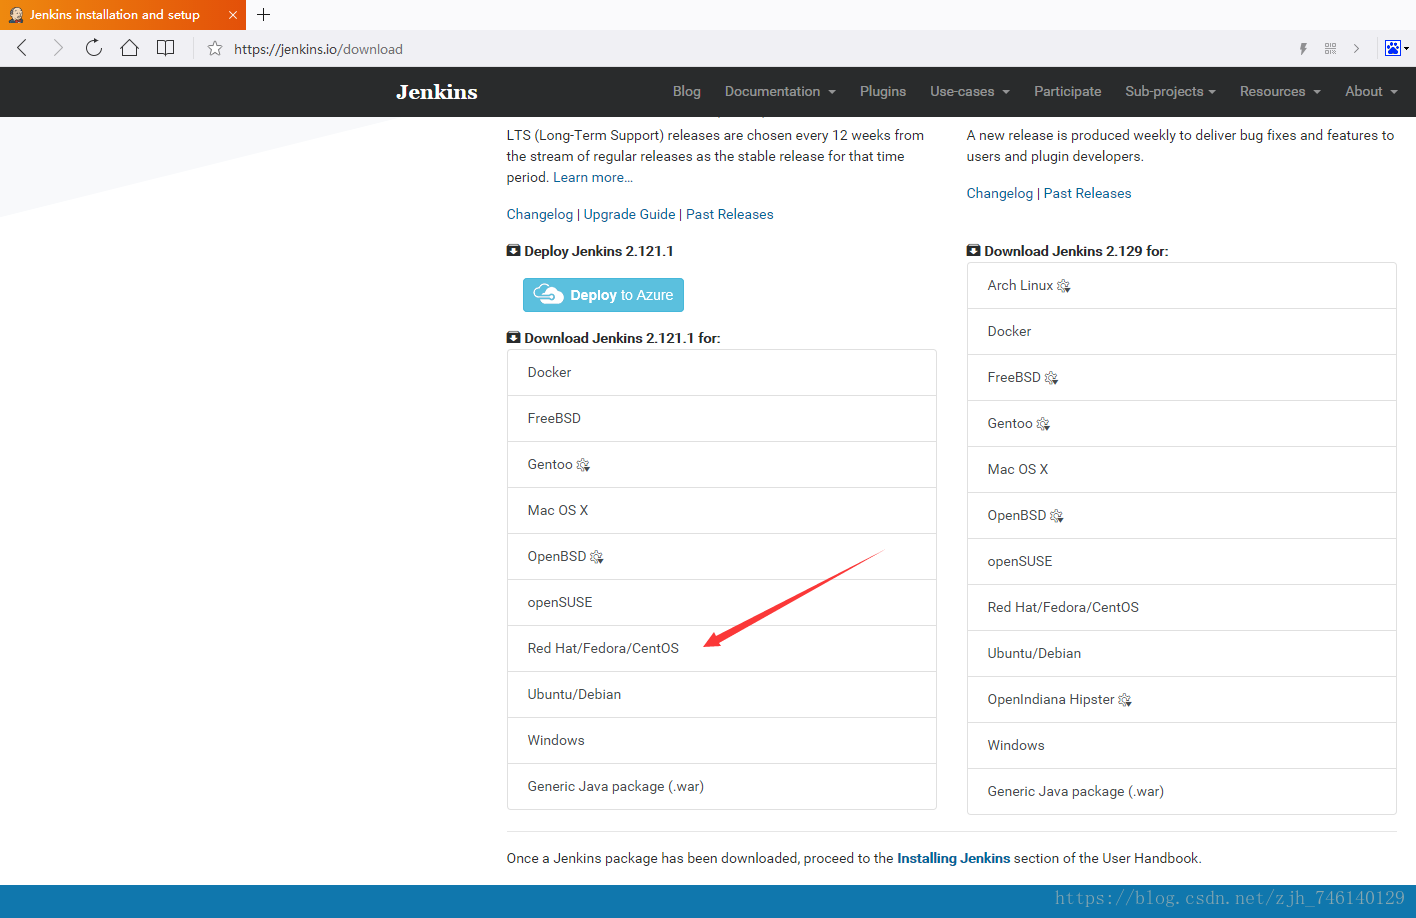 Jenkins installation and setup
https://jenkins.io/download
Jenkins
Blog Documentation Plugins Use-cases Participate Sub-projects Resources About
LTS (Long-Term Support) releases are chosen every 12 weeks from
the stream of regular releases as the stable release for that time
period. Learn more...
Changelog | Upgrade Guide | Past Releases
Deploy Jenkins 2.121.1
Deploy to Azure
Download Jenkins 2.121.1 for:
Docker
FreeBSD
Gentoo
Mac OS X
OpenBSD
openSUSE
Red Hat/Fedora/CentOS
Ubuntu/Debian
Windows
Generic Java package (.war)
A new release is produced weekly to deliver bug fixes and features to
users and plugin developers.
Changelog | Past Releases
Download Jenkins 2.129 for:
Arch Linux
Docker
FreeBSD
Gentoo
Mac OS X
OpenBSD
openSUSE
Red Hat/Fedora/CentOS
Ubuntu/Debian
OpenIndiana Hipster
Windows
Generic Java package (.war)
Once a Jenkins package has been downloaded, proceed to the Installing Jenkins section of the User Handbook.
https://blog.csdn.net/zjh_746140129